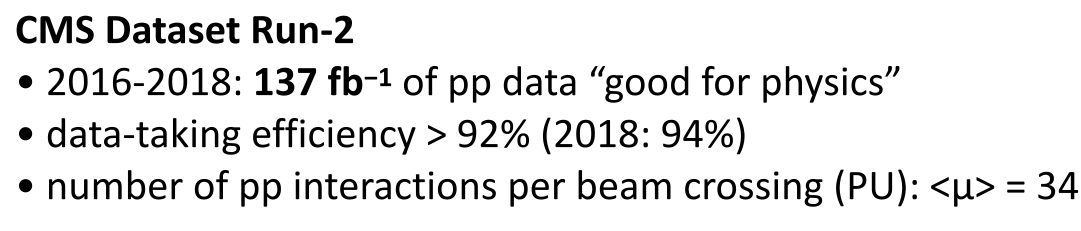 CMS Dataset Run-2
• 2016-2018: 137 fb⁻¹ of pp data “good for physics”
• data-taking efficiency > 92% (2018: 94%)
• number of pp interactions per beam crossing (PU): <μ> = 34